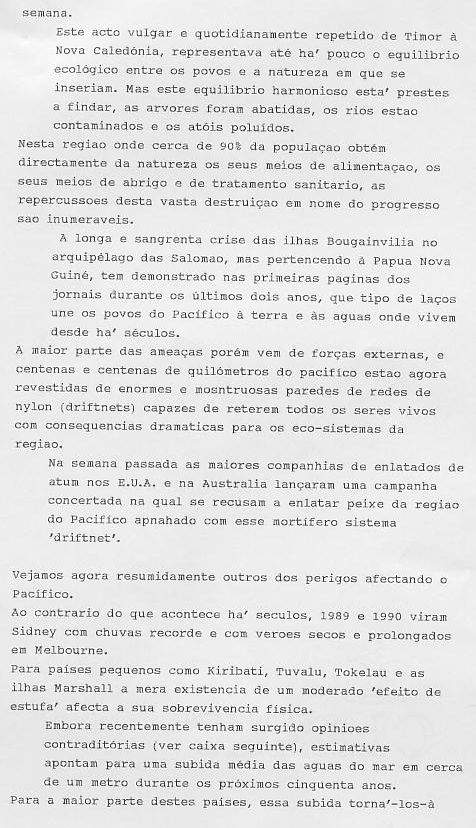 semana.
Este acto vulgar e quotidianamente repetido de Timor à
Nova Caledónia, representava até ha' pouco o equilibrio
ecológico entre os povos e a natureza em que se
inseriam. Mas este equilibrio harmonioso esta' prestes
a findar, as arvores foram abatidas, os rios estao
contaminados e os atóis poluídos.
Nesta regiao onde cerca de 90% da populaçao obtém
directamente da natureza os seus meios de alimentaçao, os
seus meios de abrigo e de tratamento sanitario, as
repercussoes desta vasta destruiçao em nome do progresso
sao inumeraveis.
A longa e sangrenta crise das ilhas Bougainvilia no
arquipélago das Salomao, mas pertencendo à Papua Nova
Guiné, tem demonstrado nas primeiras paginas dos
jornais durante os últimos dois anos, que tipo de laços
une os povos do Pacífico à terra e às aguas onde vivem
desde ha' séculos.
A maior parte das ameaças porém vem de forças externas, e
centenas e centenas de quilómetros do pacifico estao agora
revestidas de enormes e mosntruosas paredes de redes de
nylon (driftnets) capazes de reterem todos os seres vivos
com consequencias dramaticas para os eco-sistemas da
regiao.
Na semana passada as maiores companhias de enlatados de
atum nos E.U.A. e na Australia lançaram uma campanha
concertada na qual se recusam a enlatar peixe da regiao
do Pacifico apnahado com esse mortífero sistema
'driftnet'.
Vejamos agora resumidamente outros dos perigos afectando o
Pacífico.
Ao contrario do que acontece ha' seculos, 1989 e 1990 viram
Sidney com chuvas recorde e com veroes secos e prolongados
em Melbourne.
Para países pequenos como Kiribati, Tuvalu, Tokelau e as
ilhas Marshall a mera existencia de um moderado 'efeito de
estufa' afecta a sua sobrevivencia física.
Embora recentemente tenham surgido opinioes
contraditórias (ver caixa seguinte), estimativas
apontam para uma subida média das aguas do mar em cerca
de um metro durante os próximos cinquenta anos.
Para a maior parte destes países, essa subida torna'-los-à